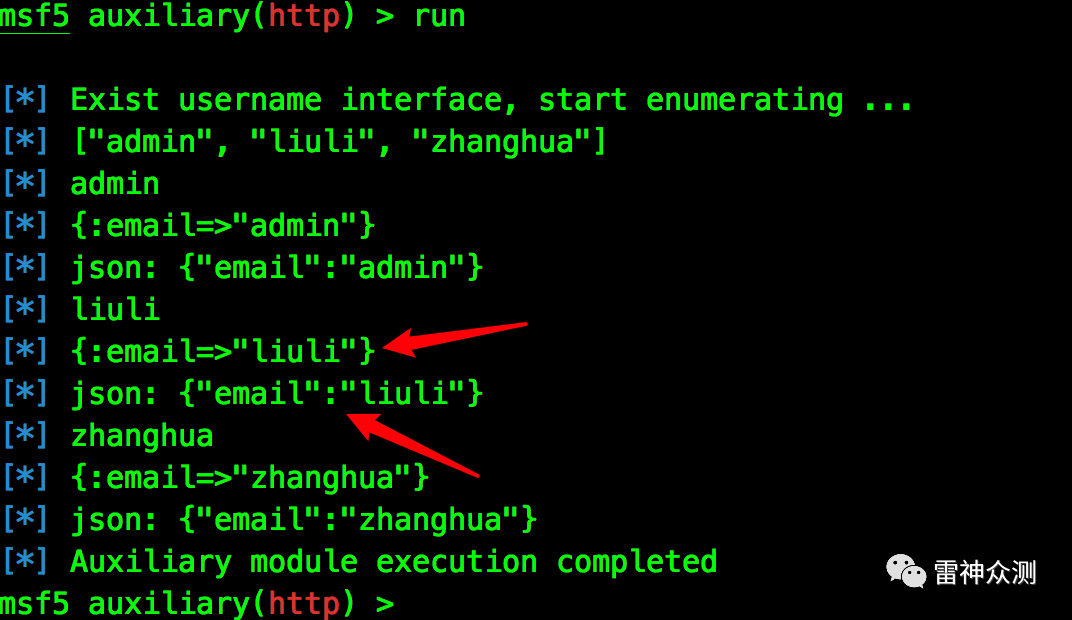 msf5 auxiliary(http) > run
[*] Exist username interface, start enumerating ...
[*] ["admin", "liuli", "zhanghua"]
[*] admin
[*] {:email=>"admin"}
[*] json: {"email":"admin"}
[*] liuli
[*] {:email=>"liuli"}
[*] json: {"email":"liuli"}
[*] zhanghua
[*] {:email=>"zhanghua"}
[*] json: {"email":"zhanghua"}
[*] Auxiliary module execution completed
msf5 auxiliary(http) >
雷神众测